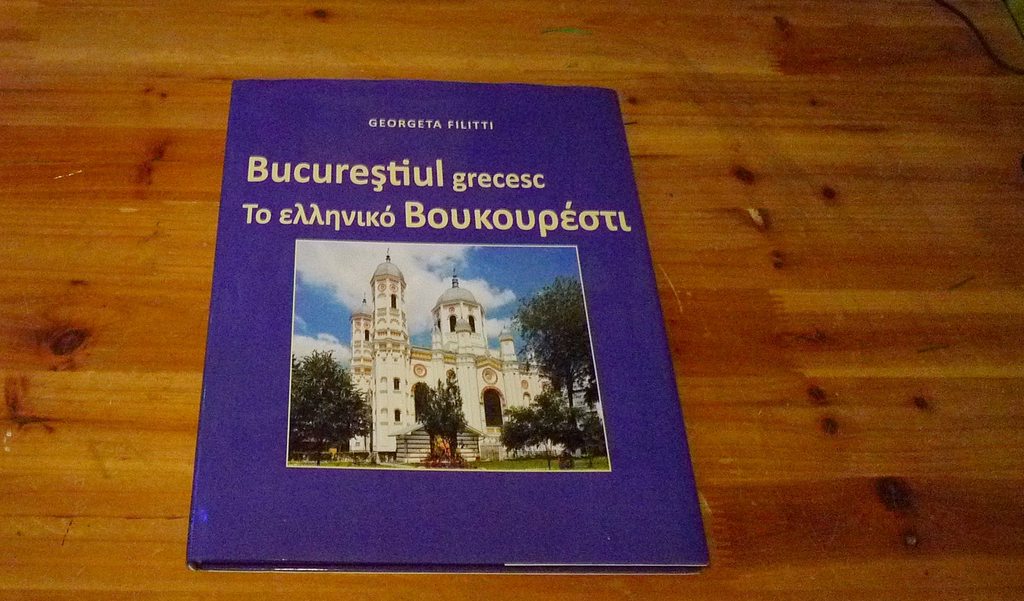 GEORGETA FILITTI
Bucureştiul grecesc
Το ελληνικό Βουκουρέστι